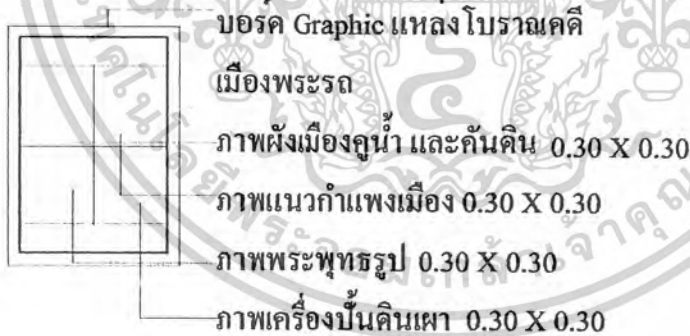 บอร์ด Graphic แหล่งโบราณคดี
เมืองพระรถ
ภาพผังเมืองคูน้ำ และคันดิน 0.30 X 0.30
ภาพแนวกำแพงเมือง 0.30 X 0.30
ภาพพระพุทธรูป 0.30 X 0.30
ภาพเครื่องปั้นดินเผา 0.30 X 0.30